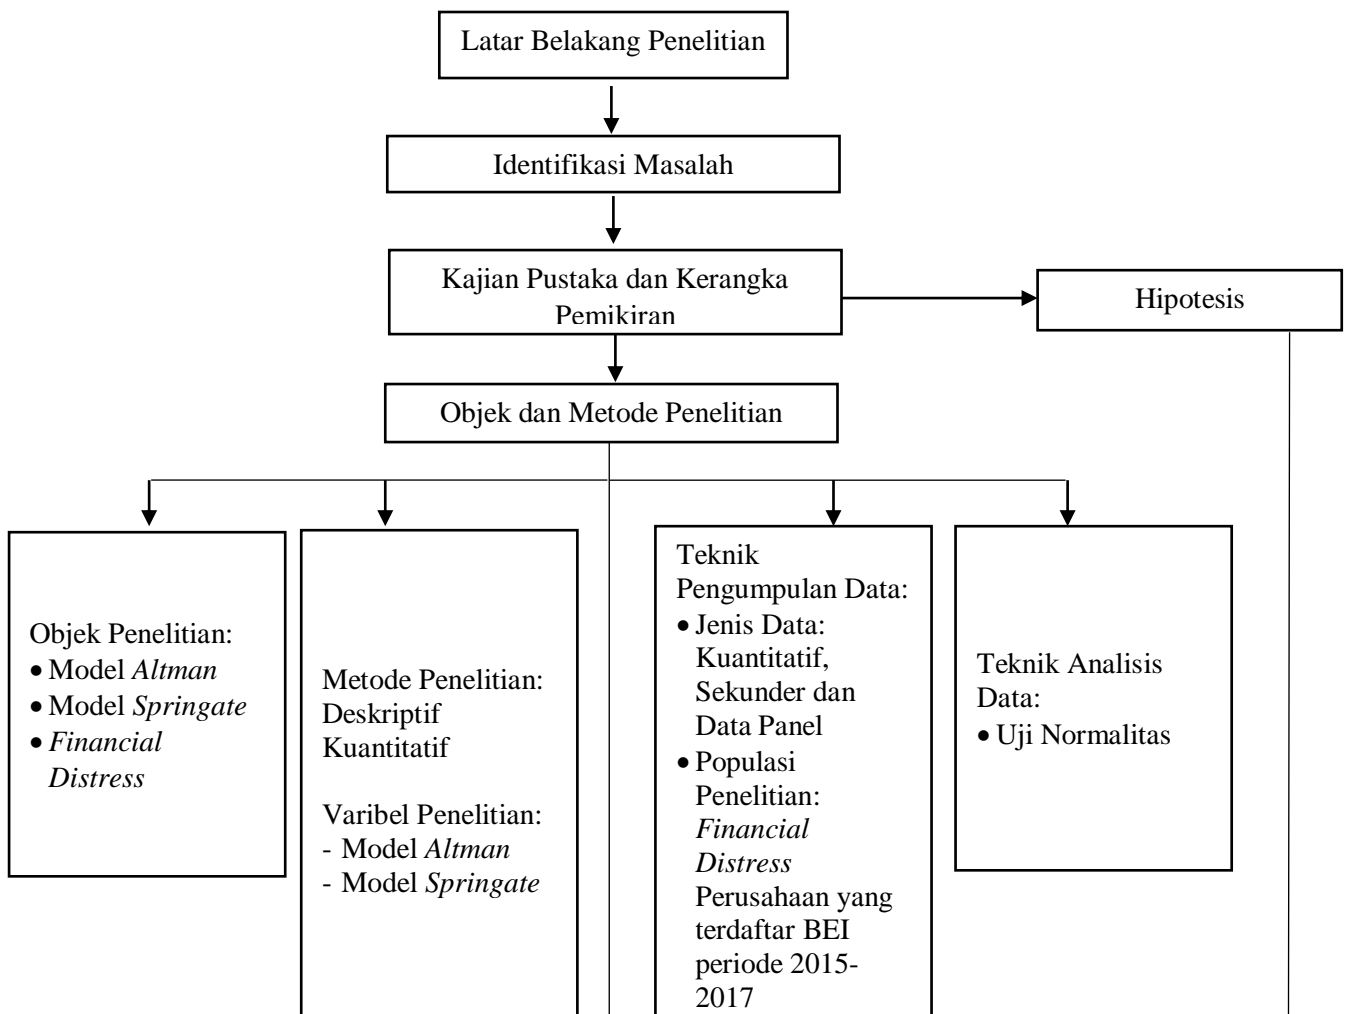 Latar Belakang Penelitian
Identifikasi Masalah
Kajian Pustaka dan Kerangka
Pemikiran
Hipotesis
Objek dan Metode Penelitian
Objek Penelitian:
• Model Altman
• Model Springate
• Financial
Distress
Metode Penelitian:
Deskriptif
Kuantitatif
Varibel Penelitian:
- Model Altman
- Model Springate
Teknik
Pengumpulan Data:
• Jenis Data:
Kuantitatif,
Sekunder dan
Data Panel
• Populasi
Penelitian:
Financial
Distress
Perusahaan yang
terdaftar BEI
periode 2015-
2017
Teknik Analisis
Data:
• Uji Normalitas